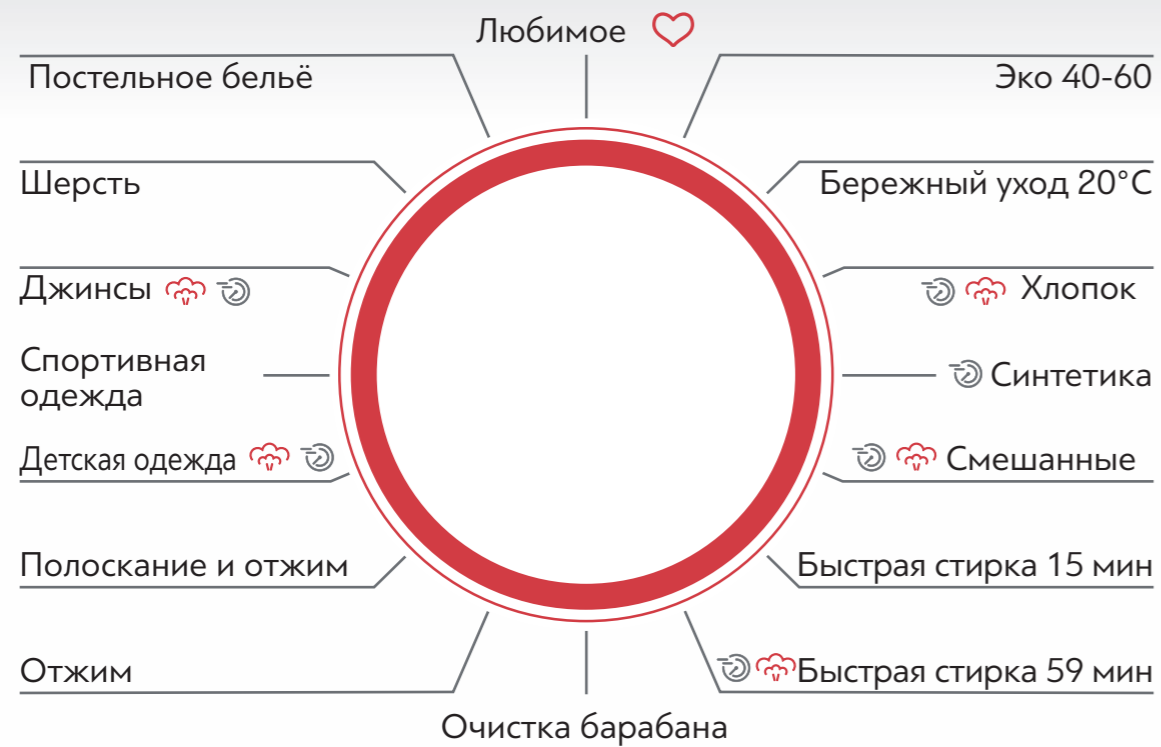 Любимое
Постельное бельё
Эко 40-60
Шерсть
Бережный уход 20°C
Джинсы
Хлопок
Спортивная
одежда
Синтетика
Детская одежда
Смешанные
Полоскание и отжим
Быстрая стирка 15 мин
Отжим
Быстрая стирка 59 мин
Очистка барабана